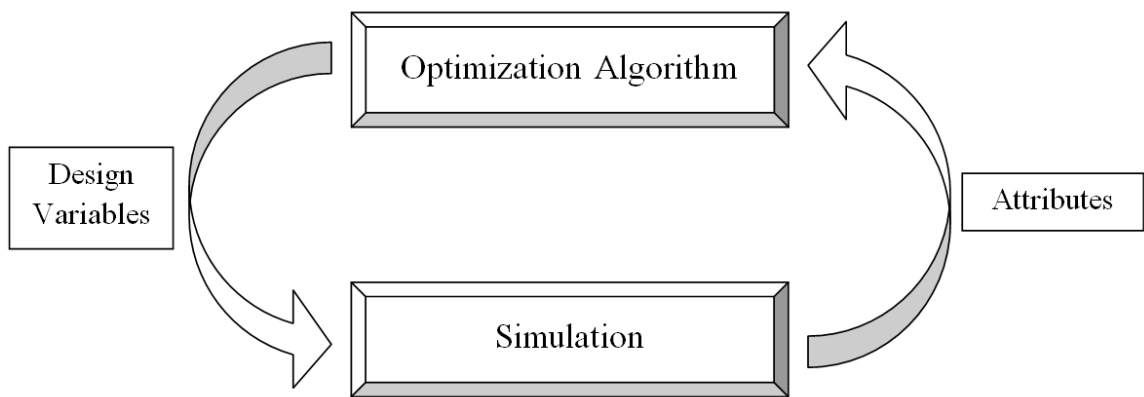 Optimization Algorithm
Design
Variables
Attributes
Simulation